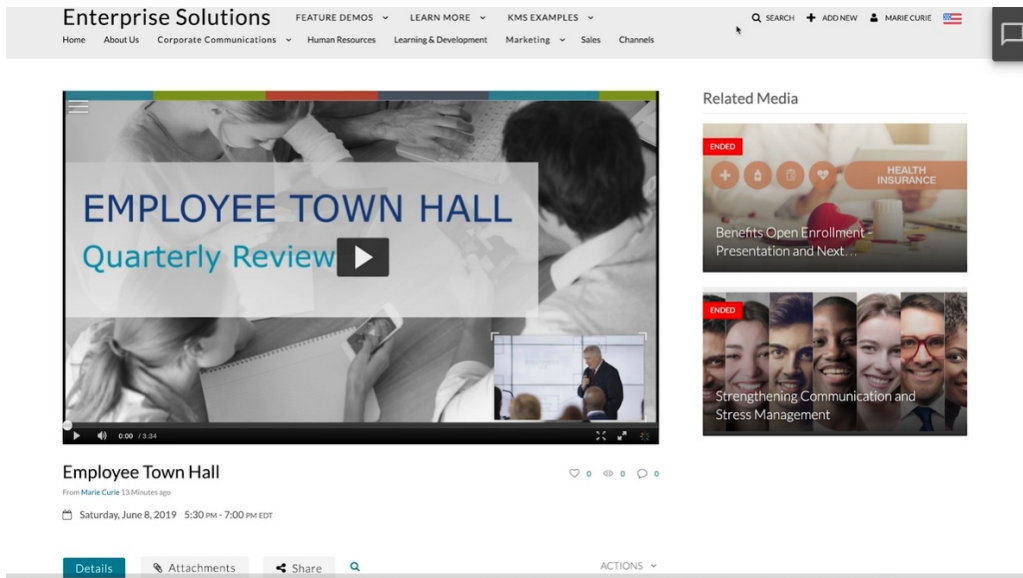 Enterprise Solutions FEATURE DEMOS LEARN MORE KMS EXAMPLES SEARCH ADD NEW MARIE CURIE
Home About Us Corporate Communications Human Resources Learning & Development Marketing Sales Channels
EMPLOYEE TOWN HALL
Quarterly Review
0:00 / 3:34
Employee Town Hall
0 0 0
From Marie Curie 13 Minutes ago
Saturday, June 8, 2019 5:30 PM - 7:00 PM EDT
Details Attachments Share ACTIONS
Related Media
ENDED
HEALTH
INSURANCE
Benefits Open Enrollment -
Presentation and Next...
ENDED
Strengthening Communication and
Stress Management